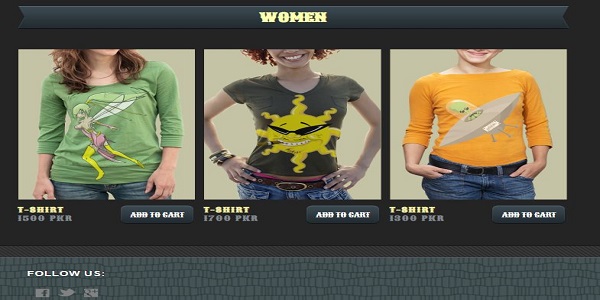 WOMEN
T-SHIRT T-SHIRT T-SHIRT
1500 PKR ADD TO CART 1700 PKR ADD TO CART 1300 PKR ADD TO CART
FOLLOW US: